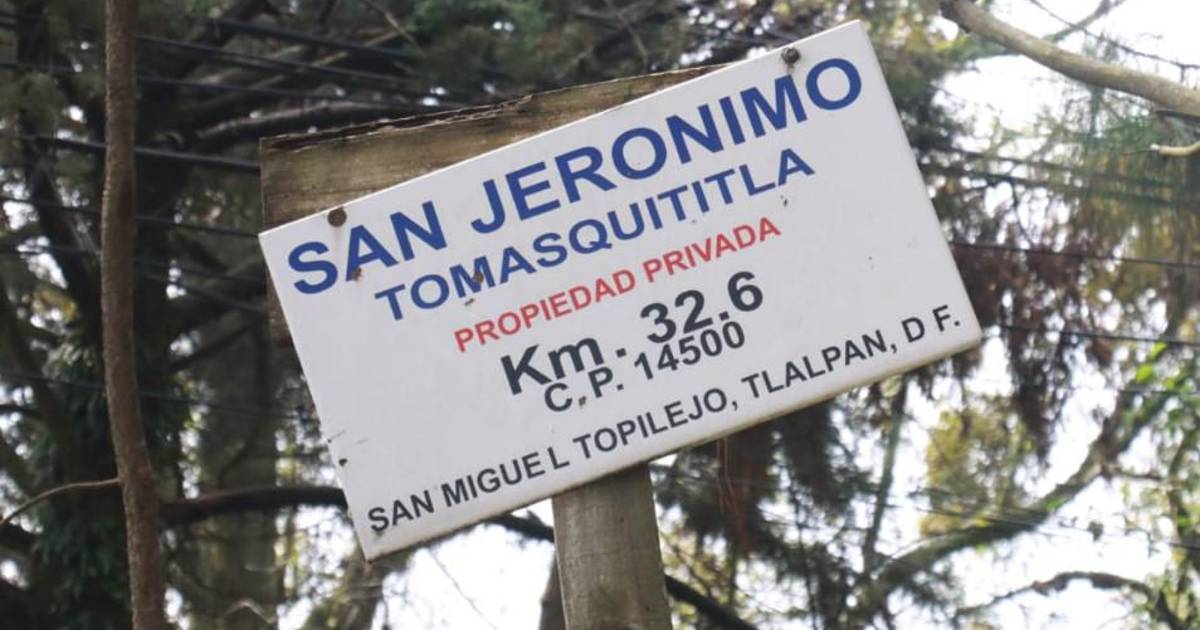 SAN JERONIMO
TOMASQUITITLA
PROPIEDAD PRIVADA
Km. 32.6
C.P. 14500
SAN MIGUEL TOPILEJO, TLALPAN, D F.